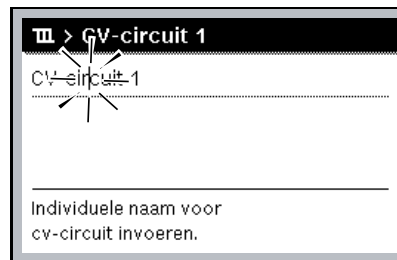 > CV-circuit 1
CV-circuit 1
Individuele naam voor
cv-circuit invoeren.